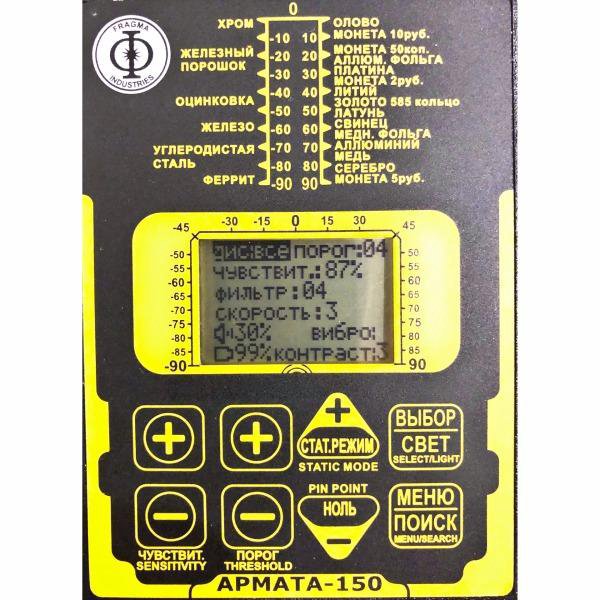 FRAGMA
INDUSTRIES
0
ХРОМ ОЛОВО
-10 10 МОНЕТА 10руб.
ЖЕЛЕЗНЫЙ МОНЕТА 50коп.
-20 20 АЛЛЮМ. ФОЛЬГА
ПОРОШОК ПЛАТИНА
-30 30 МОНЕТА 2руб.
-40 40 ЛИТИЙ
ОЦИНКОВКА ЗОЛОТО 585 кольцо
-50 50 ЛАТУНЬ
СВИНЕЦ
ЖЕЛЕЗО -60 60 МЕДН. ФОЛЬГА
УГЛЕРОДИСТАЯ -70 70 АЛЛЮМИНИЙ
МЕДЬ
СТАЛЬ -80 80 СЕРЕБРО
ФЕРРИТ -90 90 МОНЕТА 5руб.
-45 -30 -15 0 15 30 45
-50 дис:все порог:04 50
-55 чувствит.:87% 55
-60 60
-65 фильтр:04 65
-70 70
-75 скорость:3 75
-80 30% вибро: 80
-85 99% контраст:3 85
-90 90
СТАТ.РЕЖИМ
STATIC MODE
ВЫБОР
СВЕТ
SELECT/LIGHT
PIN POINT
НОЛЬ
МЕНЮ
ПОИСК
MENU/SEARCH
ЧУВСТВИТ. ПОРОГ
SENSITIVITY THRESHOLD
АРМАТА-150